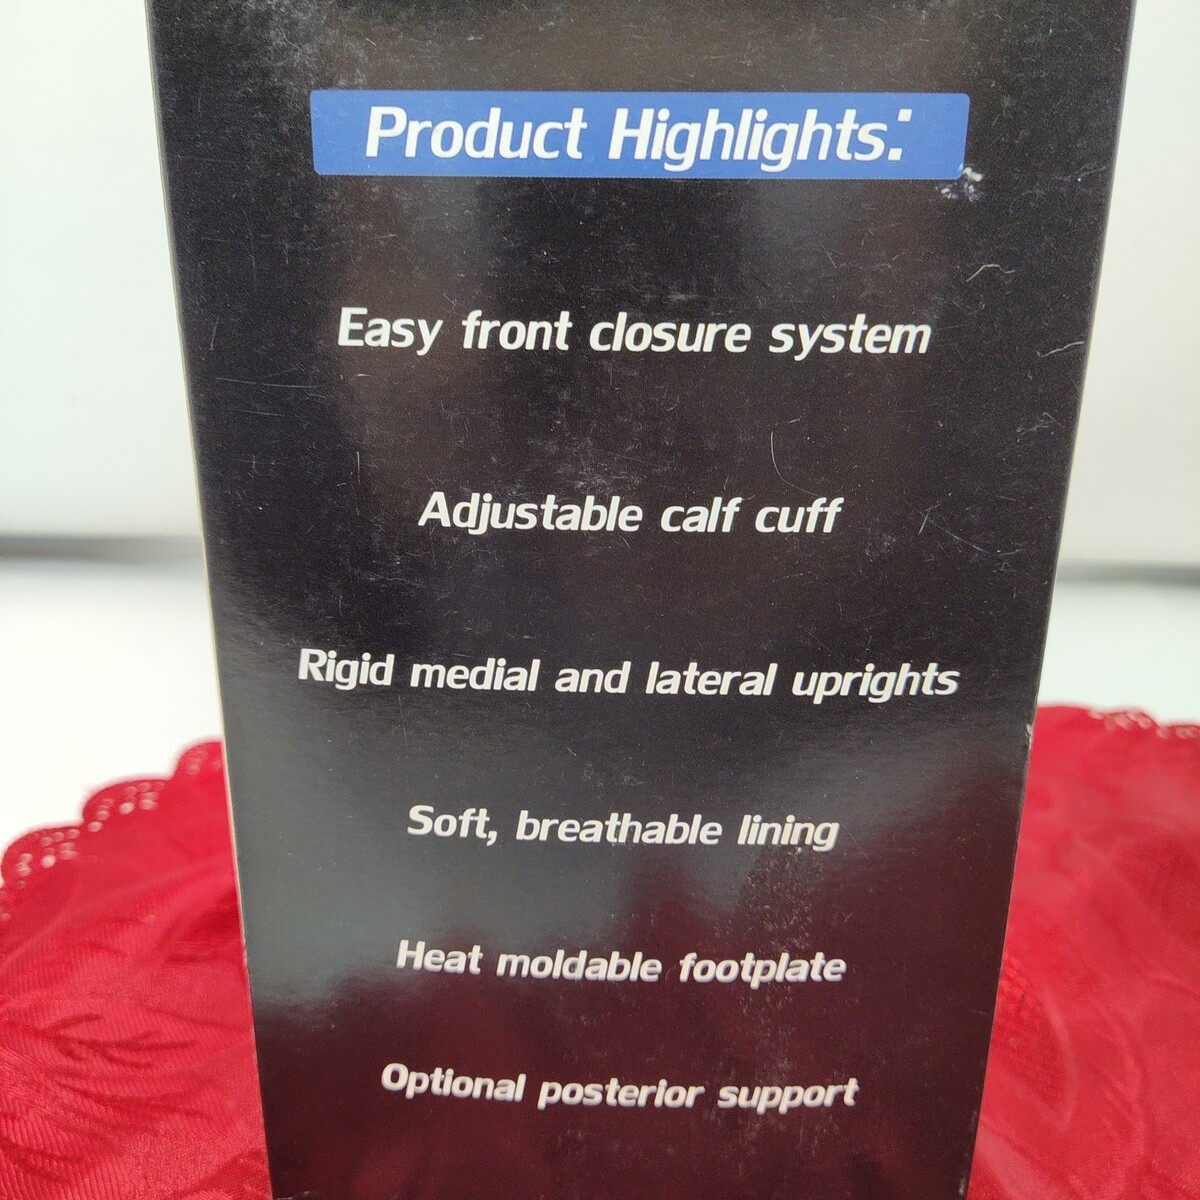 Product Highlights:
Easy front closure system
Adjustable calf cuff
Rigid medial and lateral uprights
Soft, breathable lining
Heat moldable footplate
Optional posterior support